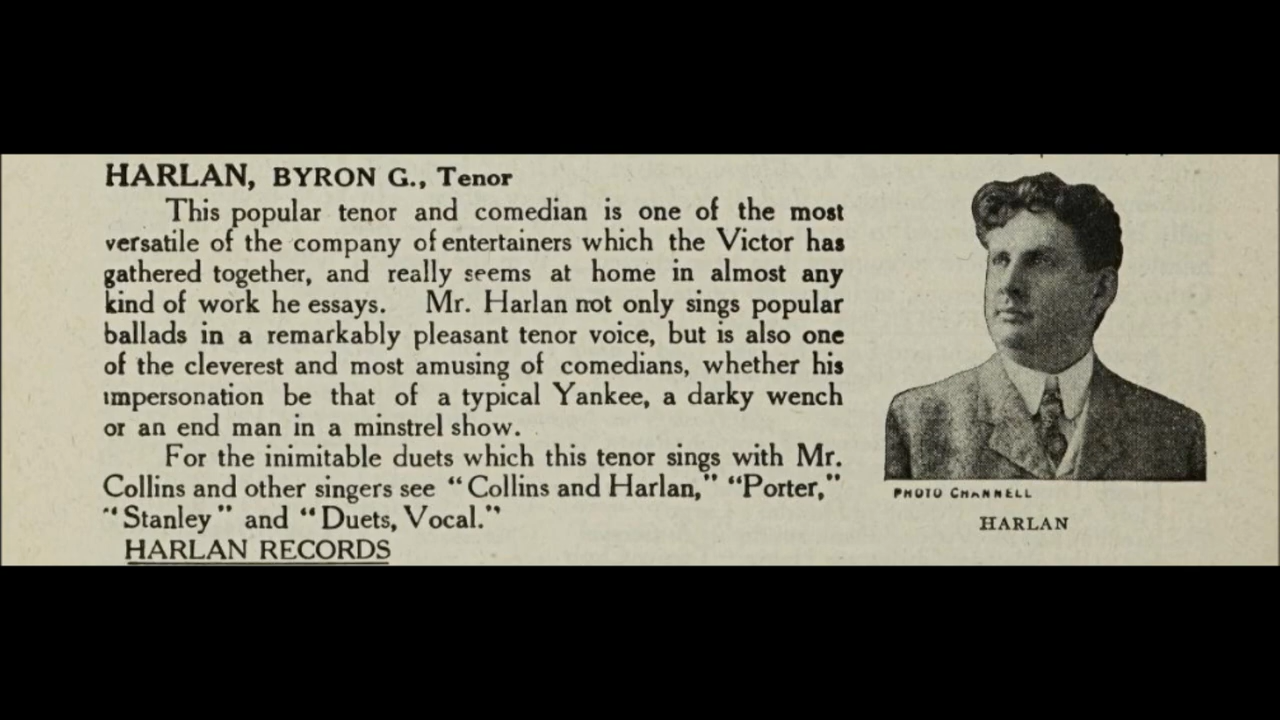 HARLAN, BYRON G., Tenor
This popular tenor and comedian is one of the most
versatile of the company of entertainers which the Victor has
gathered together, and really seems at home in almost any
kind of work he essays. Mr. Harlan not only sings popular
ballads in a remarkably pleasant tenor voice, but is also one
of the cleverest and most amusing of comedians, whether his
impersonation be that of a typical Yankee, a darky wench
or an end man in a minstrel show.
For the inimitable duets which this tenor sings with Mr.
Collins and other singers see “Collins and Harlan,” “Porter,”
“Stanley” and “Duets, Vocal.”
HARLAN RECORDS
PHOTO CHANNELL
HARLAN